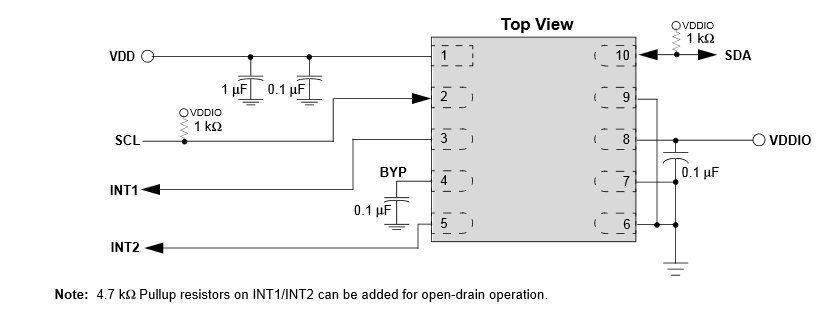 Top View
VDDIO
1 kΩ
VDD
1
10
SDA
1 µF
0.1 µF
2
9
VDDIO
1 kΩ
SCL
3
8
VDDIO
BYP
4
7
0.1 µF
INT1
0.1 µF
5
6
INT2
Note: 4.7 kΩ Pullup resistors on INT1/INT2 can be added for open-drain operation.